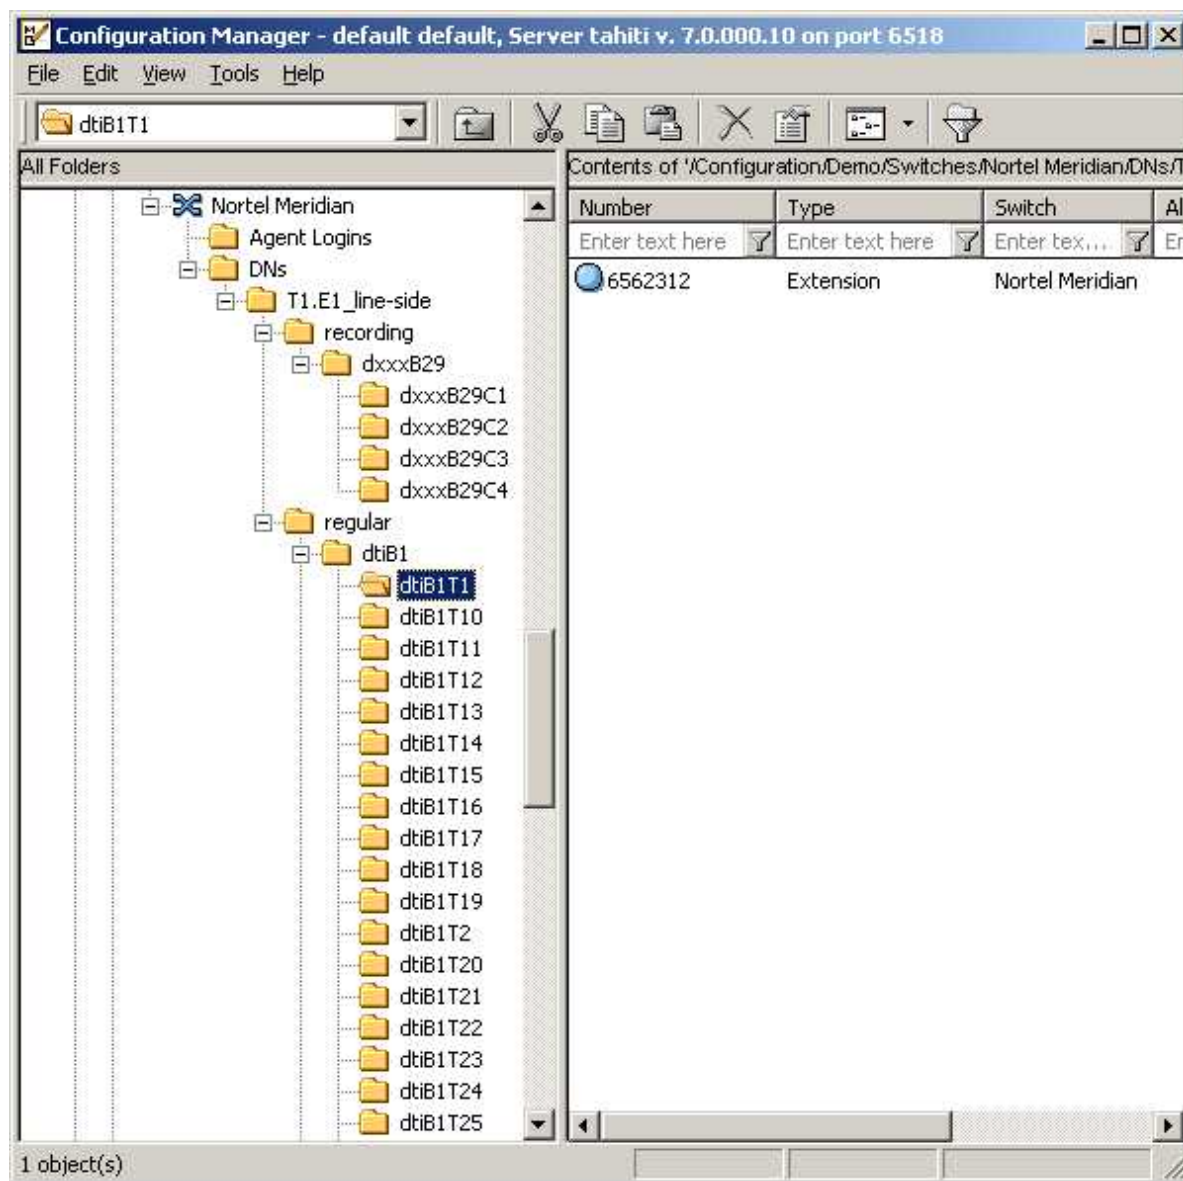 Configuration Manager - default default, Server tahiti v. 7.0.000.10 on port 6518
File Edit View Tools Help
dtiB1T1
All Folders
Contents of '/Configuration/Demo/Switches/Nortel Meridian/DNs/T
Nortel Meridian
Agent Logins
DNs
T1.E1_line-side
recording
dxxxB29
dxxxB29C1
dxxxB29C2
dxxxB29C3
dxxxB29C4
regular
dtiB1
dtiB1T1
dtiB1T10
dtiB1T11
dtiB1T12
dtiB1T13
dtiB1T14
dtiB1T15
dtiB1T16
dtiB1T17
dtiB1T18
dtiB1T19
dtiB1T2
dtiB1T20
dtiB1T21
dtiB1T22
dtiB1T23
dtiB1T24
dtiB1T25
Number Type Switch Al
Enter text here Enter text here Enter tex... Er
6562312 Extension Nortel Meridian
1 object(s)